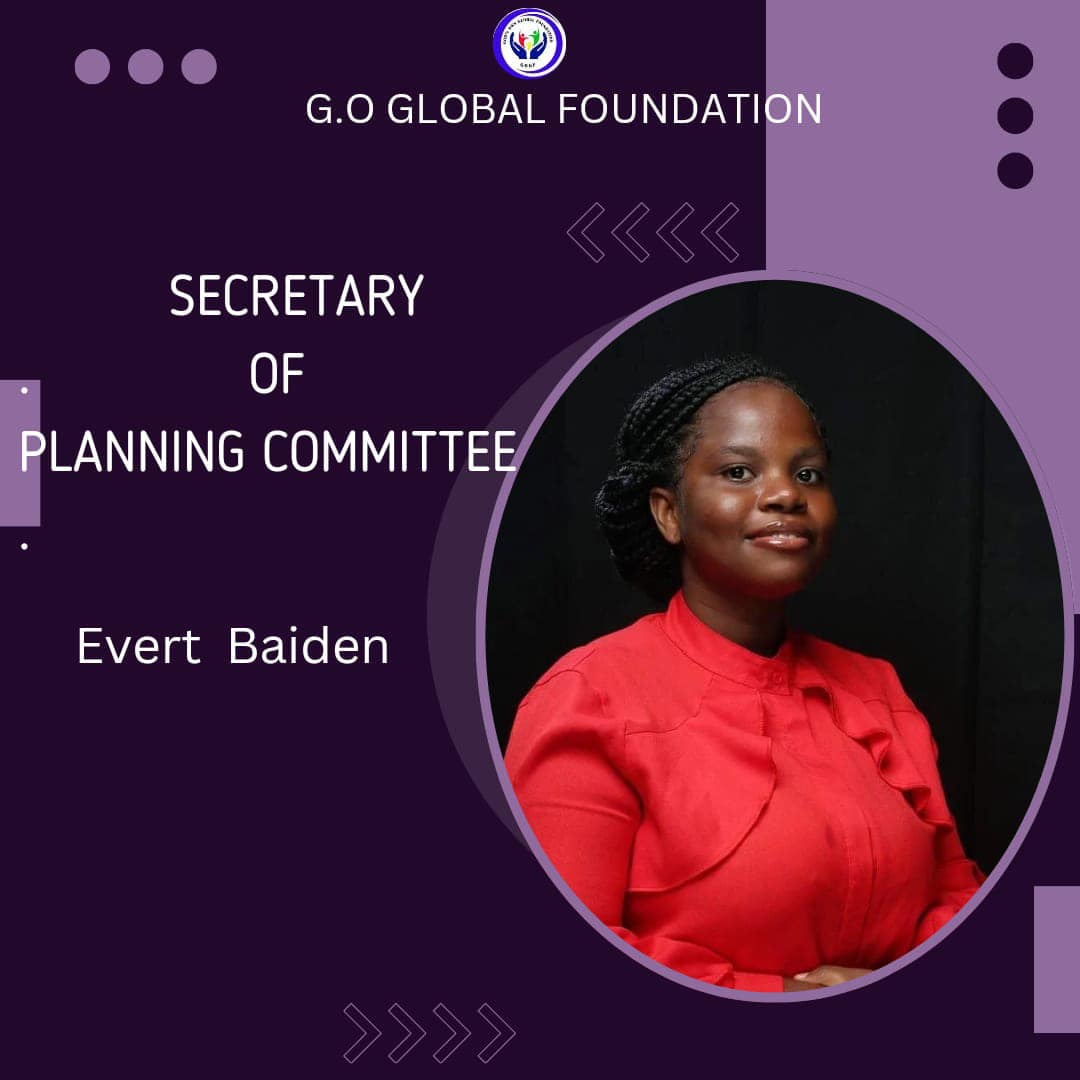 G.O GLOBAL FOUNDATION
SECRETARY
OF
PLANNING COMMITTEE
Evert Baiden